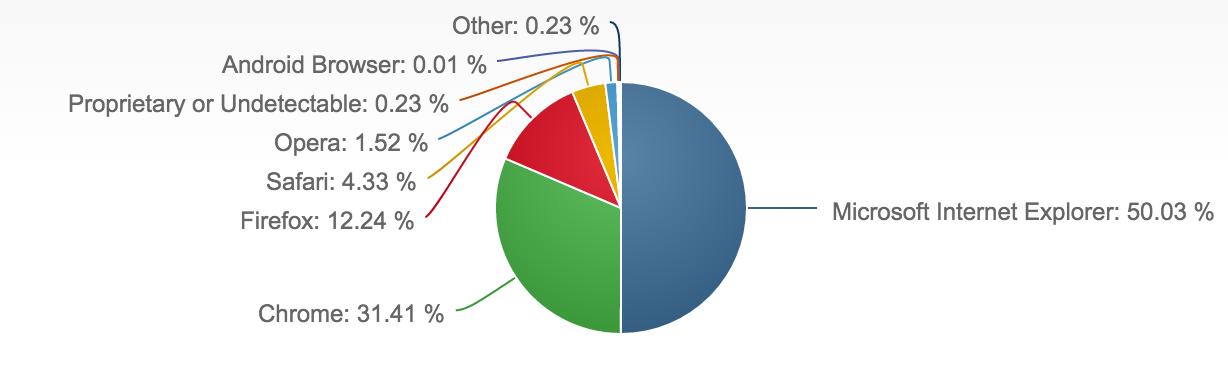 Other: 0.23 %
Android Browser: 0.01 %
Proprietary or Undetectable: 0.23 %
Opera: 1.52 %
Safari: 4.33 %
Firefox: 12.24 %
Microsoft Internet Explorer: 50.03 %
Chrome: 31.41 %